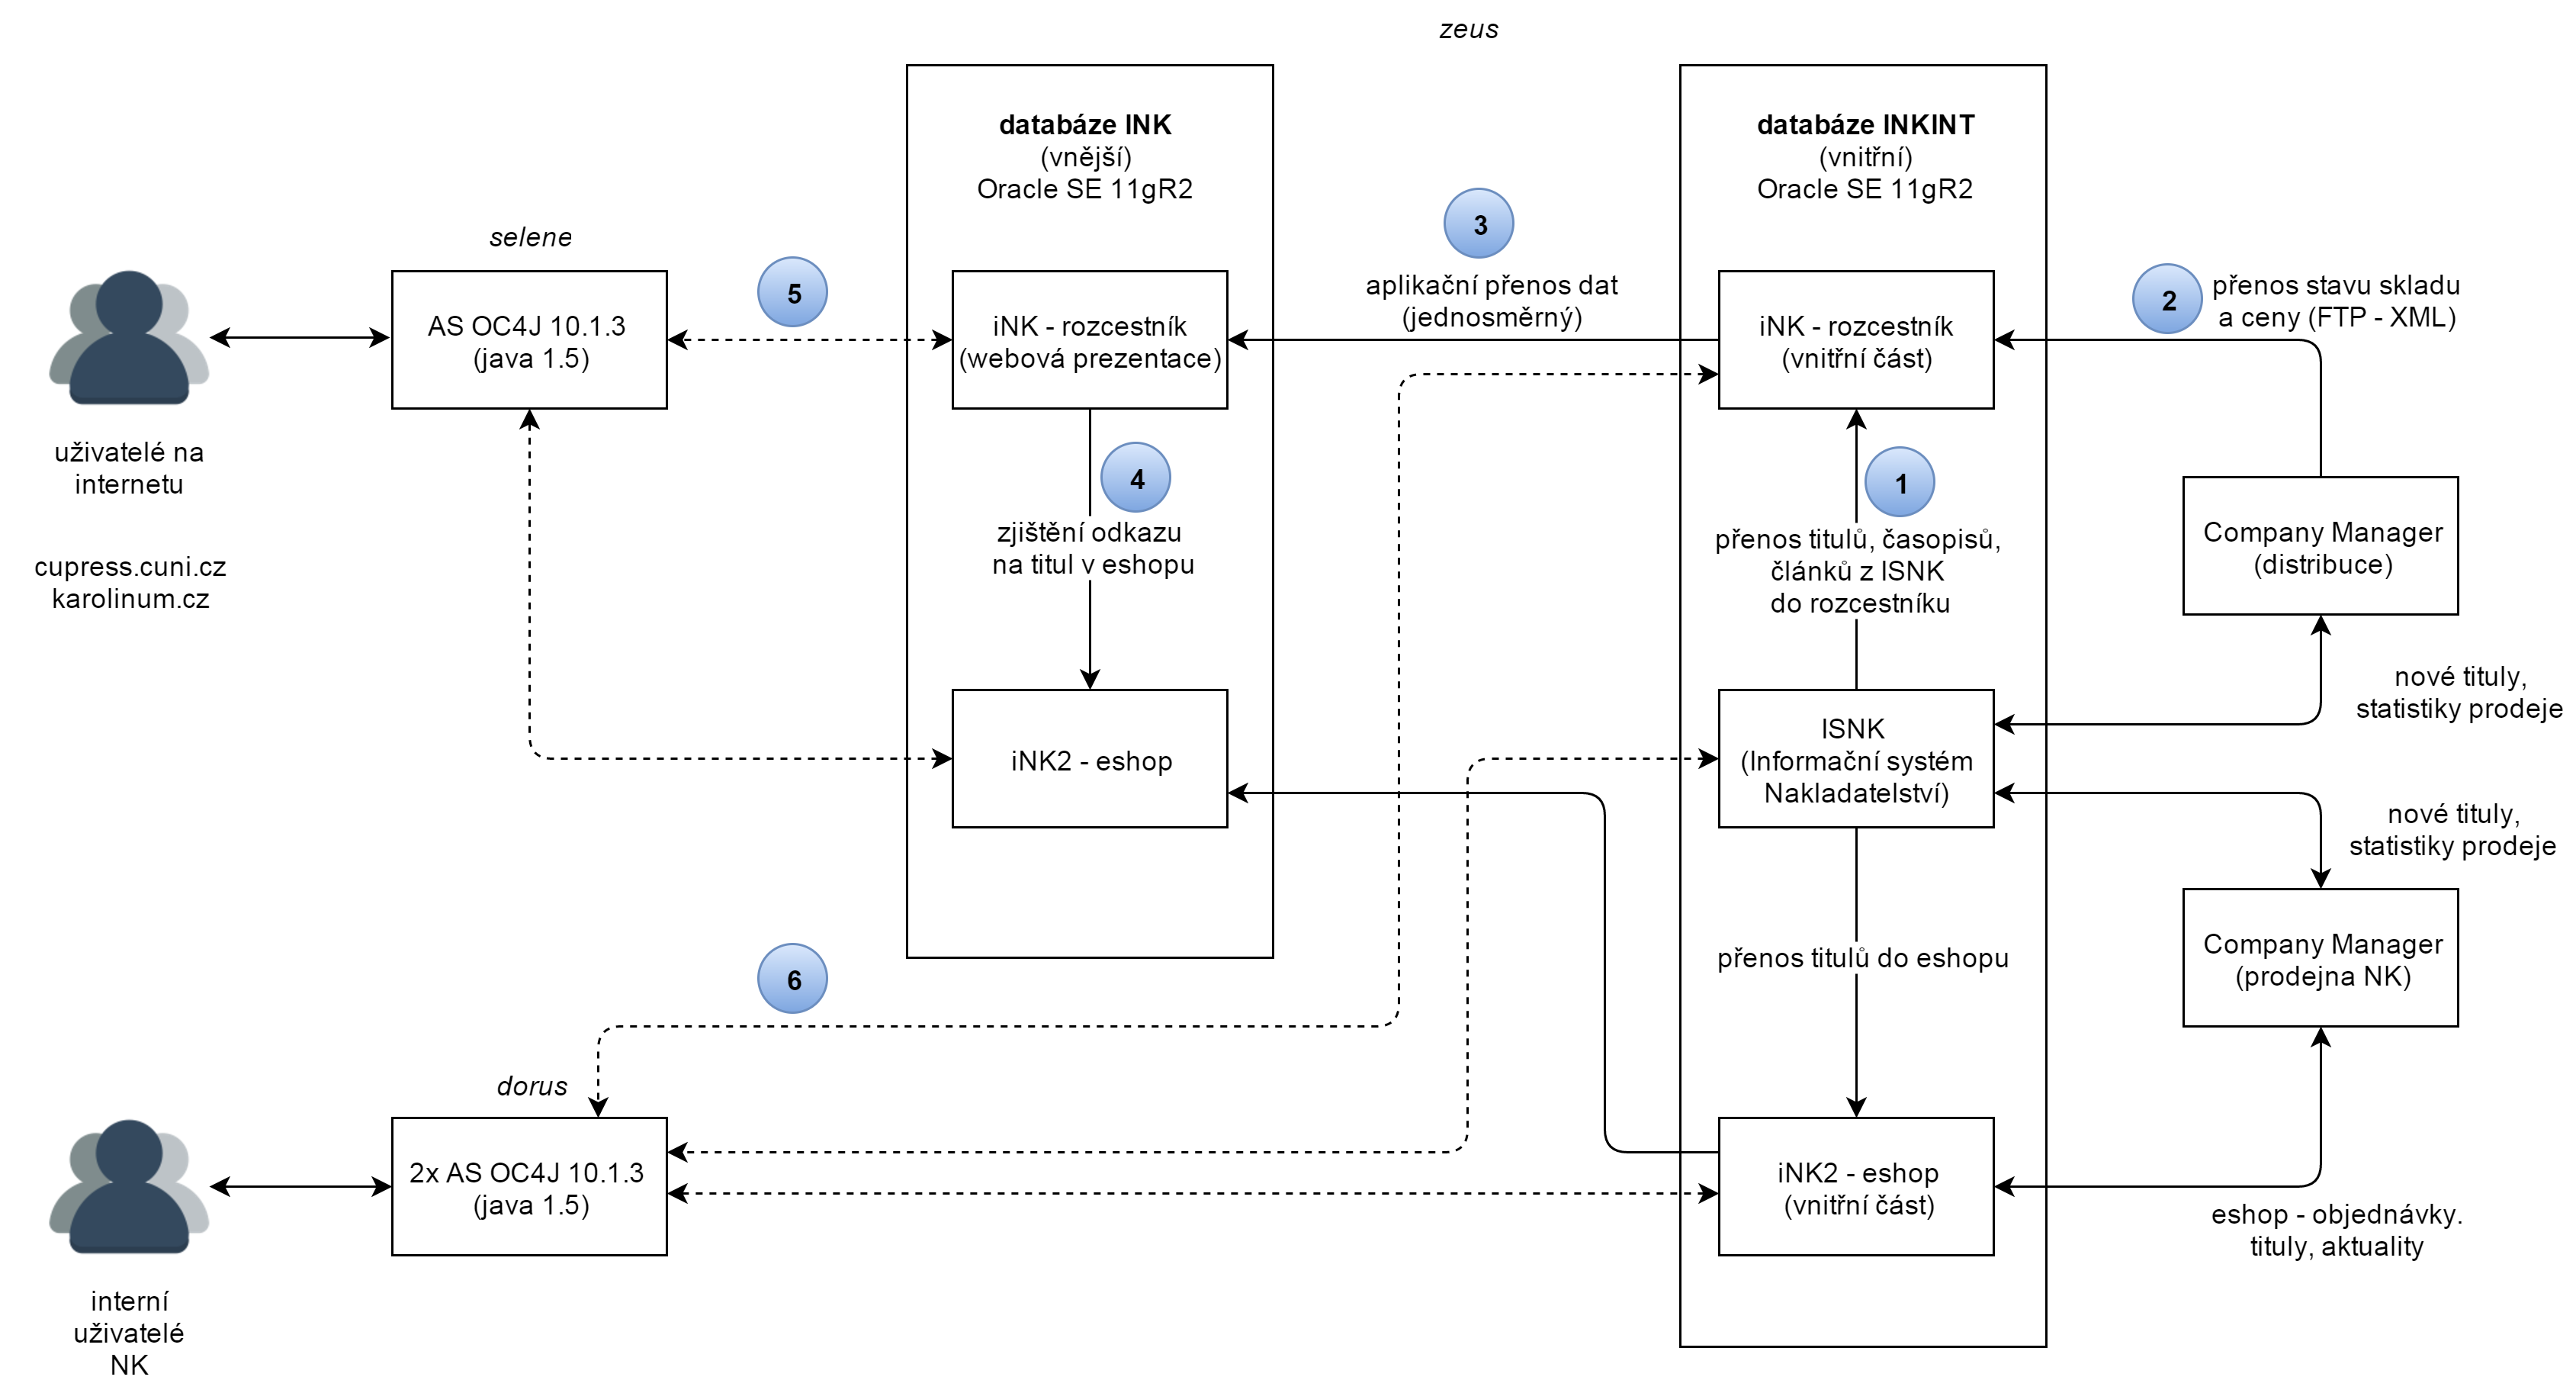 zeus
databáze INK
(vnější)
Oracle SE 11gR2
databáze INKINT
(vnitřní)
Oracle SE 11gR2
selene
5
3
aplikační přenos dat
(jednosměrný)
2
přenos stavu skladu
a ceny (FTP - XML)
AS OC4J 10.1.3
(java 1.5)
iNK - rozcestník
(webová prezentace)
iNK - rozcestník
(vnitřní část)
uživatelé na
internetu
cupress.cuni.cz
karolinum.cz
4
zjištění odkazu
na titul v eshopu
1
přenos titulů, časopisů,
článků z ISNK
do rozcestníku
Company Manager
(distribuce)
nové tituly,
statistiky prodeje
iNK2 - eshop
ISNK
(Informační systém
Nakladatelství)
nové tituly,
statistiky prodeje
6
přenos titulů do eshopu
Company Manager
(prodejna NK)
dorus
2x AS OC4J 10.1.3
(java 1.5)
iNK2 - eshop
(vnitřní část)
eshop - objednávky.
tituly, aktuality
interní
uživatelé
NK